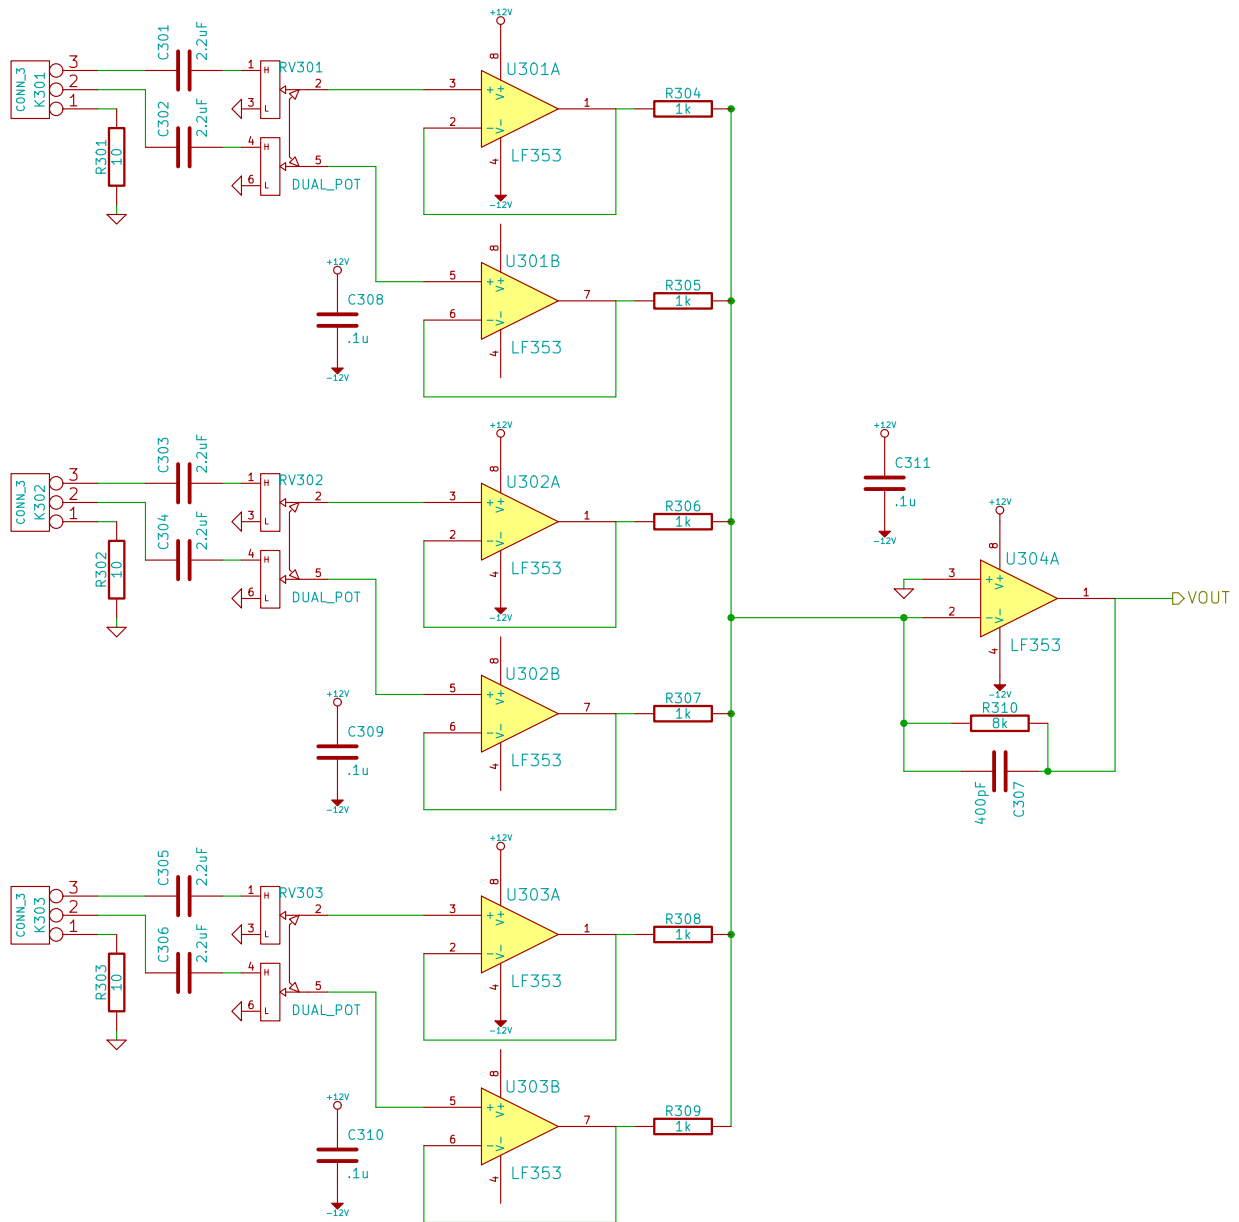 +12V
C301
2.2uF
8
CONN_3
K301
3
2
1
1
H
RV301
3
L
2
3
U301A
+
V+
−
V−
1
R304
1k
2
C302
2.2uF
4
LF353
-12V
R301
10
4
H
5
6
L
DUAL_POT
8
U301B
+12V
C308
.1u
-12V
5
+
V+
6
−
V−
7
R305
1k
LF353
4
+12V
C303
2.2uF
8
CONN_3
K302
3
2
1
1
H
RV302
3
L
2
3
U302A
+
V+
−
V−
1
R306
1k
2
C304
2.2uF
4
LF353
-12V
R302
10
4
H
5
6
L
DUAL_POT
+12V
C311
.1u
-12V
+12V
8
U304A
3
+
V+
2
−
V−
1
VOUT
4
LF353
-12V
R310
8k
400pF
C307
8
U302B
+12V
C309
.1u
-12V
5
+
V+
6
−
V−
7
R307
1k
LF353
4
+12V
C305
2.2uF
8
CONN_3
K303
3
2
1
1
H
RV303
3
L
2
3
U303A
+
V+
−
V−
1
R308
1k
2
C306
2.2uF
4
LF353
-12V
R303
10
4
H
5
6
L
DUAL_POT
8
U303B
+12V
C310
.1u
-12V
5
+
V+
6
−
V−
7
R309
1k
LF353
4